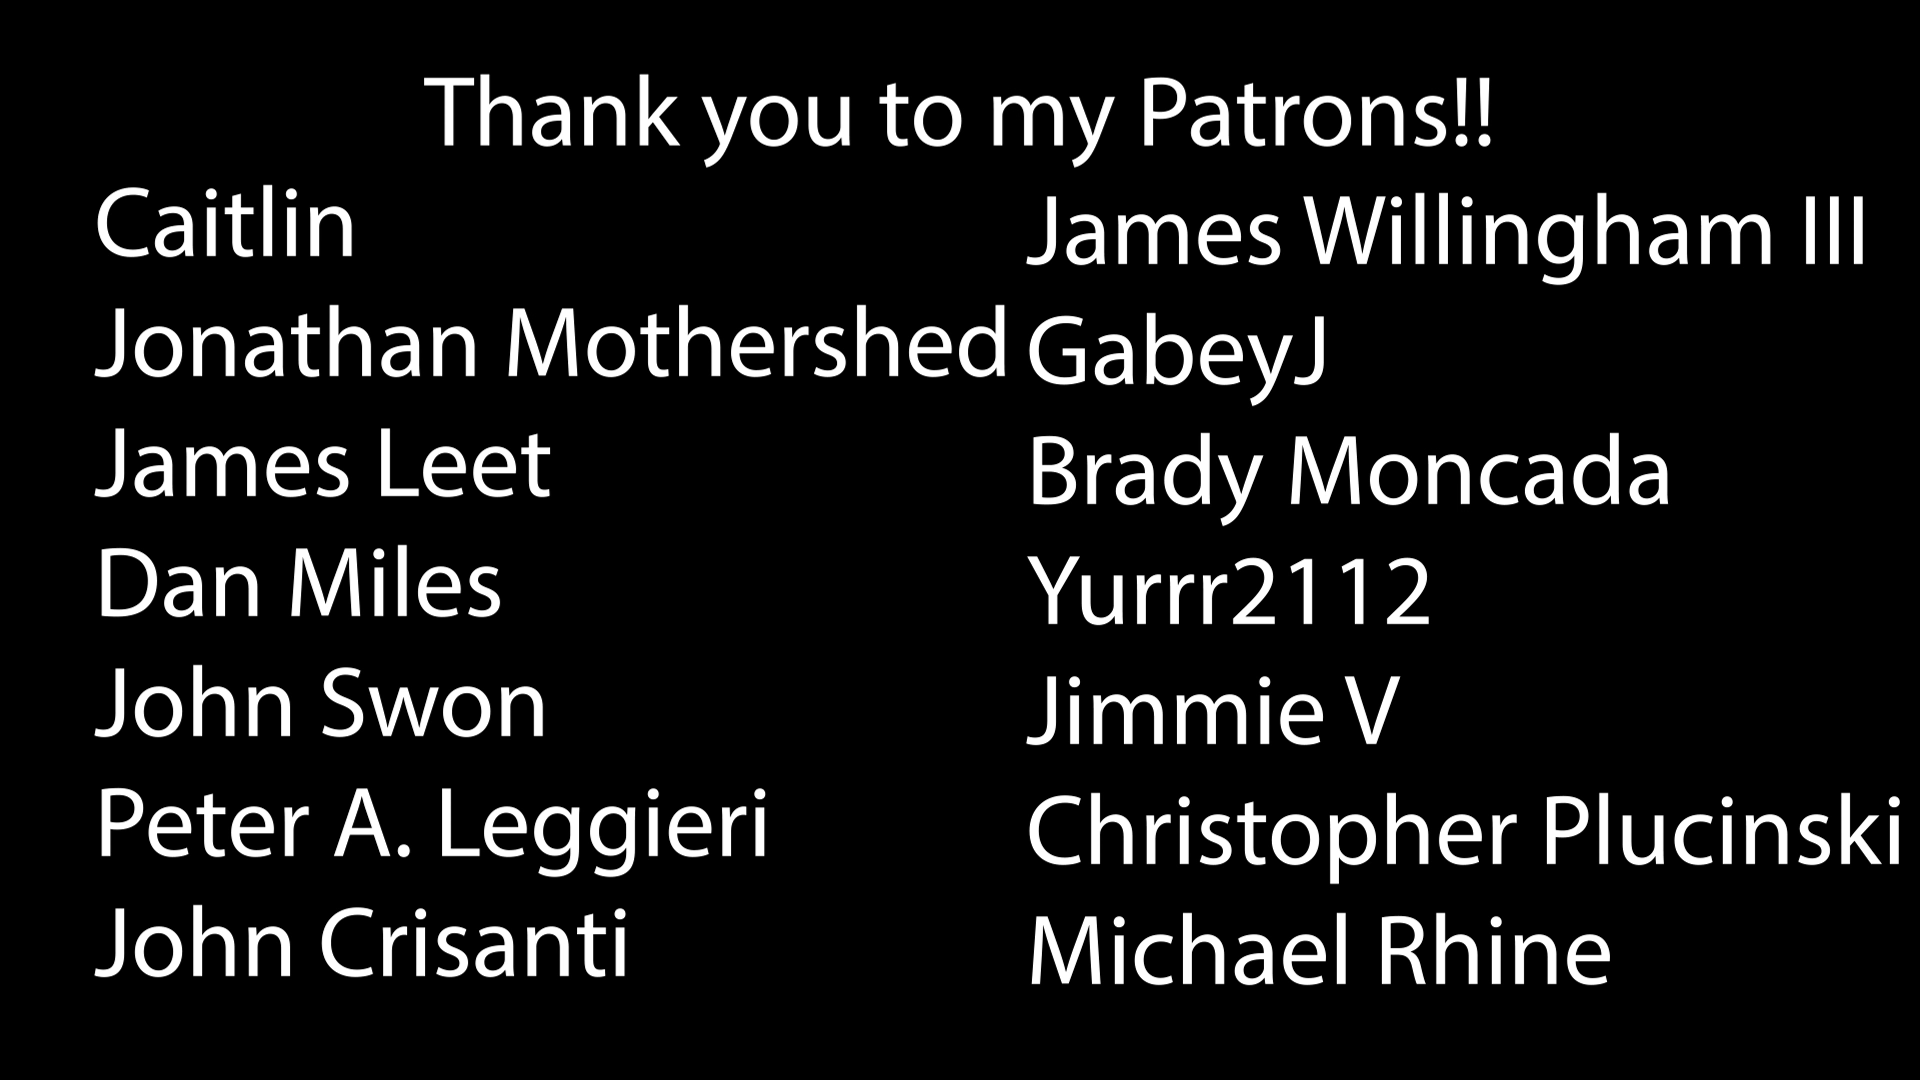 Thank you to my Patrons!!
Caitlin
Jonathan Mothershed
James Leet
Dan Miles
John Swon
Peter A. Leggieri
John Crisanti
James Willingham III
GabeyJ
Brady Moncada
Yurrr2112
Jimmie V
Christopher Plucinski
Michael Rhine